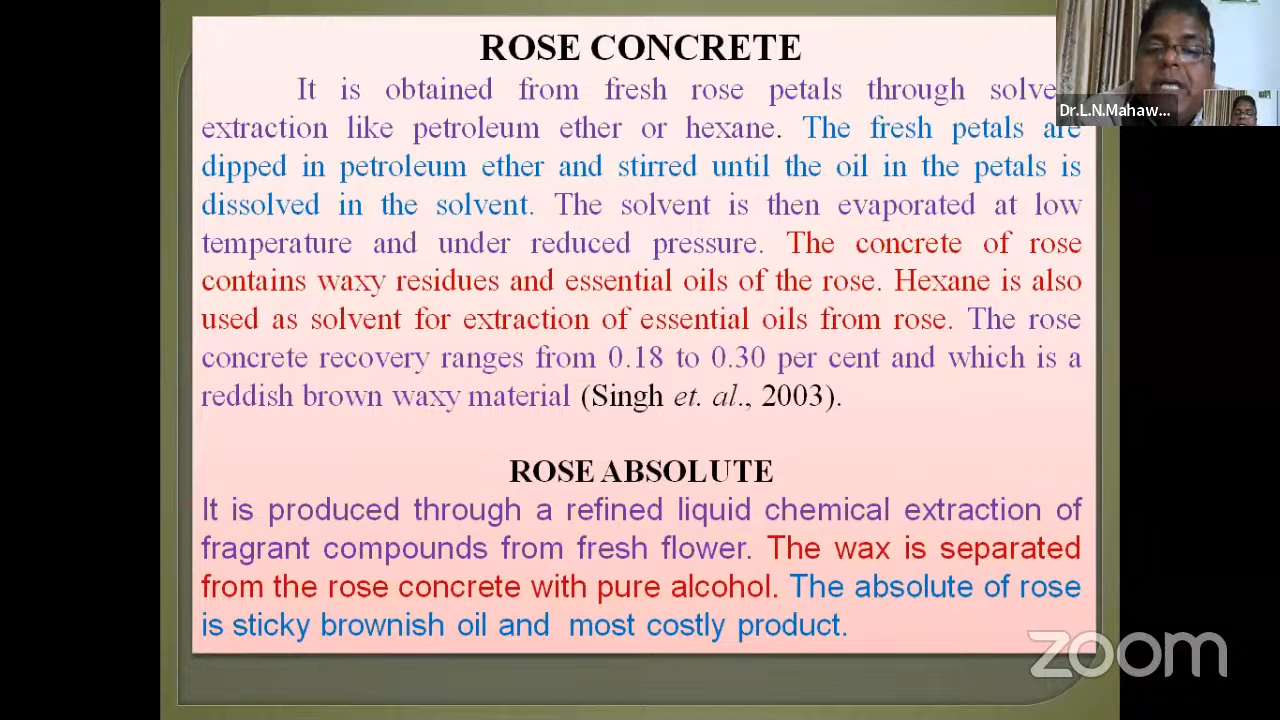 ROSE CONCRETE
It is obtained from fresh rose petals through solve
extraction like petroleum ether or hexane. The fresh petals are
dipped in petroleum ether and stirred until the oil in the petals is
dissolved in the solvent. The solvent is then evaporated at low
temperature and under reduced pressure. The concrete of rose
contains waxy residues and essential oils of the rose. Hexane is also
used as solvent for extraction of essential oils from rose. The rose
concrete recovery ranges from 0.18 to 0.30 per cent and which is a
reddish brown waxy material (Singh et. al., 2003).
ROSE ABSOLUTE
It is produced through a refined liquid chemical extraction of
fragrant compounds from fresh flower. The wax is separated
from the rose concrete with pure alcohol. The absolute of rose
is sticky brownish oil and most costly product.
Dr.L.N.Mahaw...
zoom